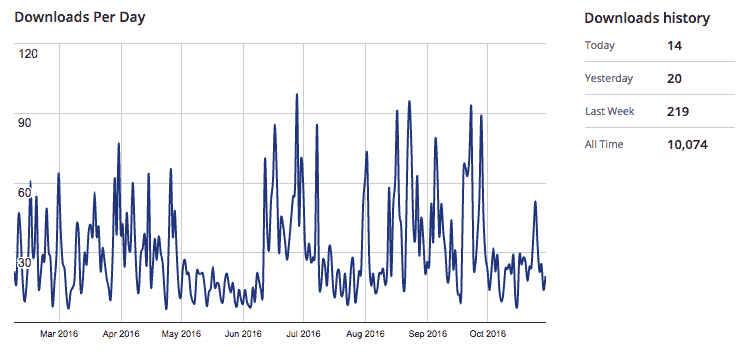 Downloads Per Day
120
90
60
30
Mar 2016 Apr 2016 May 2016 Jun 2016 Jul 2016 Aug 2016 Sep 2016 Oct 2016
Downloads history
Today 14
Yesterday 20
Last Week 219
All Time 10,074